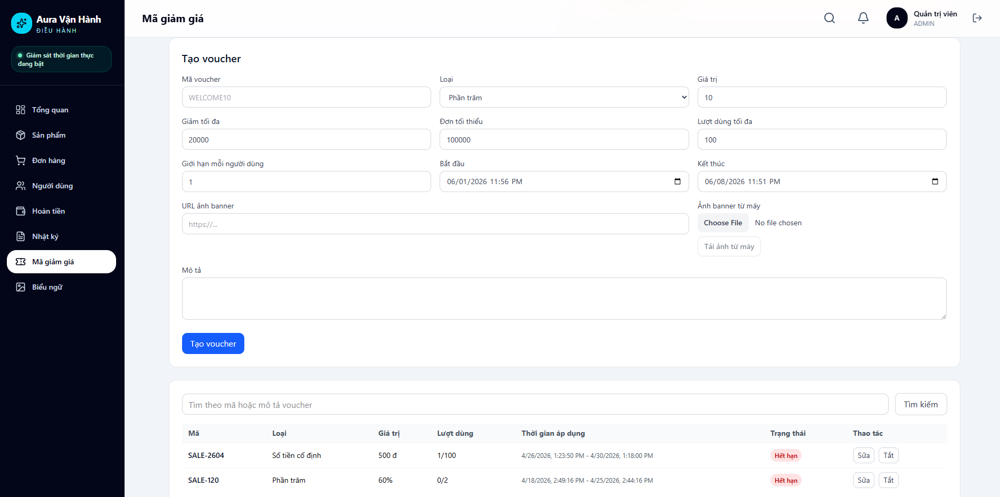 Aura Vận Hành
ĐIỀU HÀNH
Giám sát thời gian thực
đang bật
Tổng quan
Sản phẩm
Đơn hàng
Người dùng
Hoàn tiền
Nhật ký
Mã giảm giá
Biểu ngữ
Mã giảm giá
A
Quản trị viên
ADMIN
Tạo voucher
Mã voucher
Loại
Giá trị
WELCOME10
Phần trăm
10
Giảm tối đa
Đơn tối thiểu
Lượt dùng tối đa
20000
100000
100
Giới hạn mỗi người dùng
Bắt đầu
Kết thúc
1
06/01/2026 11:56 PM
06/08/2026 11:51 PM
URL ảnh banner
Ảnh banner từ máy
https://...
Choose File No file chosen
Tải ảnh từ máy
Mô tả
Tạo voucher
Tìm theo mã hoặc mô tả voucher
Tìm kiếm
Mã Loại Giá trị Lượt dùng Thời gian áp dụng Trạng thái Thao tác
SALE-2604 Số tiền cố định 500 đ 1/100 4/26/2026, 1:23:50 PM - 4/30/2026, 1:18:00 PM Hết hạn Sửa Tắt
SALE-120 Phần trăm 60% 0/2 4/18/2026, 2:49:16 PM - 4/25/2026, 2:44:16 PM Hết hạn Sửa Tắt